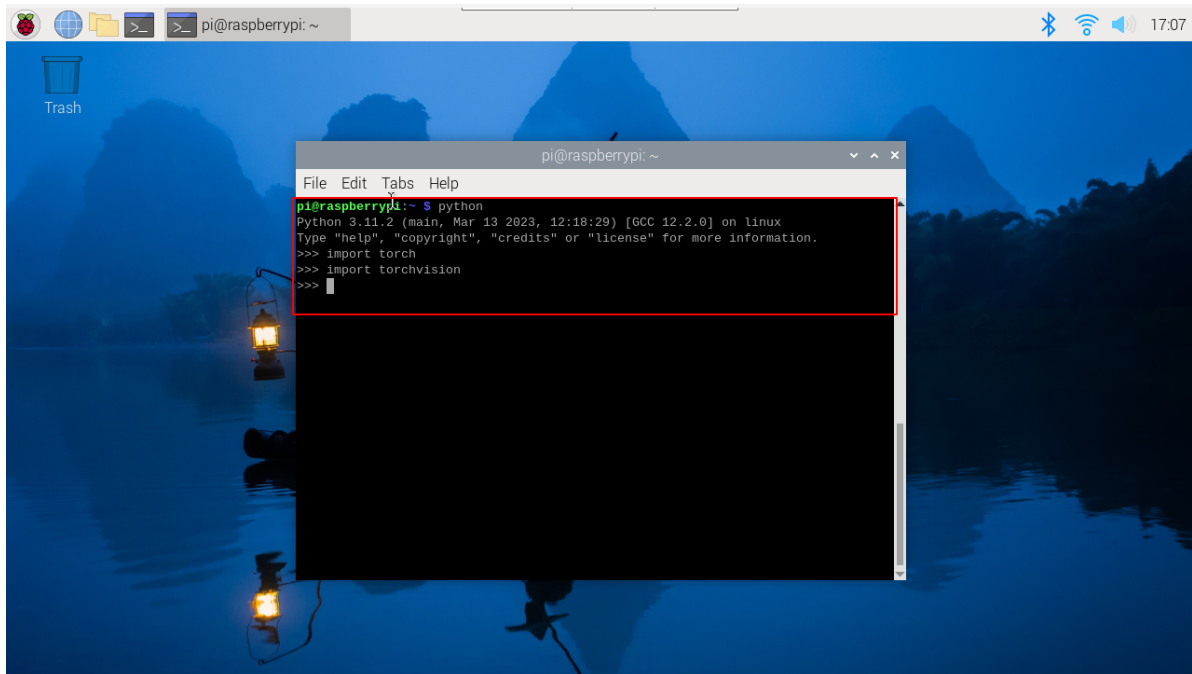 pi@raspberrypi: ~
17:07
Trash
pi@raspberrypi: ~
File Edit Tabs Help
pi@raspberrypi:~ $ python
Python 3.11.2 (main, Mar 13 2023, 12:18:29) [GCC 12.2.0] on linux
Type "help", "copyright", "credits" or "license" for more information.
>>> import torch
>>> import torchvision
>>>